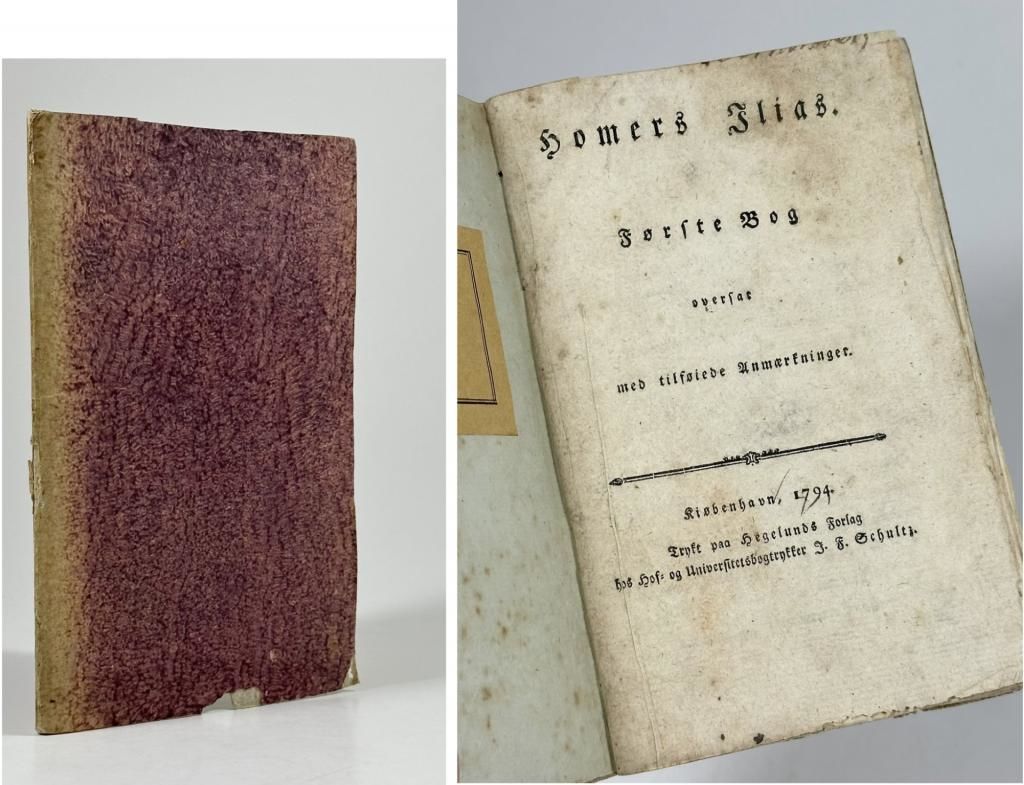 Homers Ilias.
Første Bog
oversat
med tilføiede Anmærkninger.
Kiøbenhavn, 1794.
Trykt paa Hegelunds Forlag
hos Hof- og Universitetsbogtrykker J. F. Schultz.